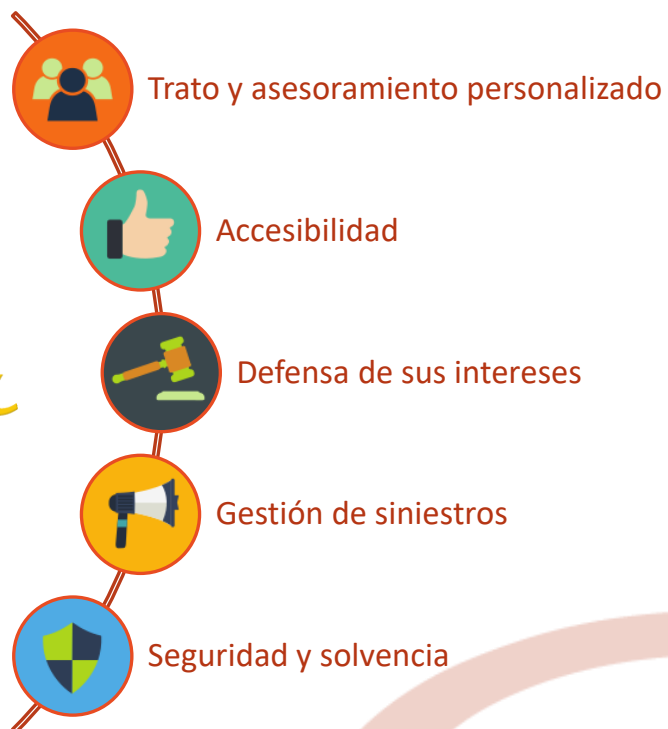 Trato y asesoramiento personalizado
Accesibilidad
Defensa de sus intereses
Gestión de siniestros
Seguridad y solvencia